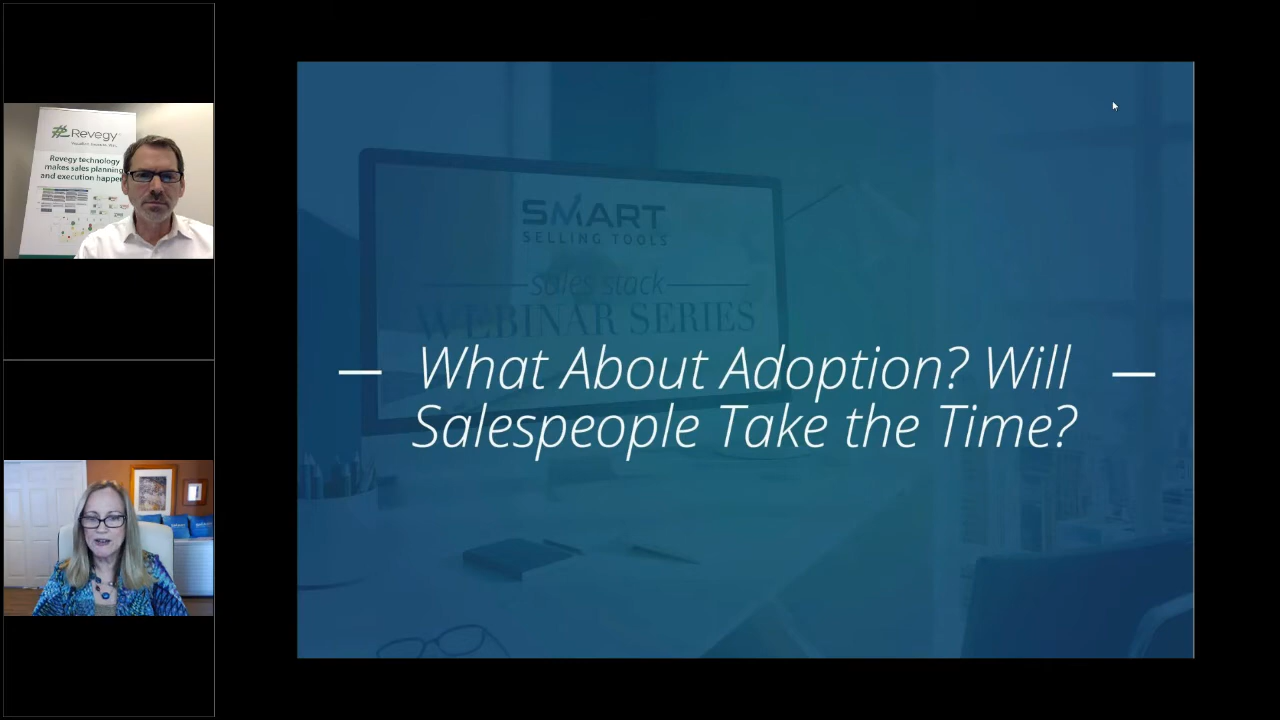 Revegy
Revegy technology
makes sales planning
and execution happen
SMART
SELLING TOOLS
sales stack
WEBINAR SERIES
What About Adoption? Will
Salespeople Take the Time?